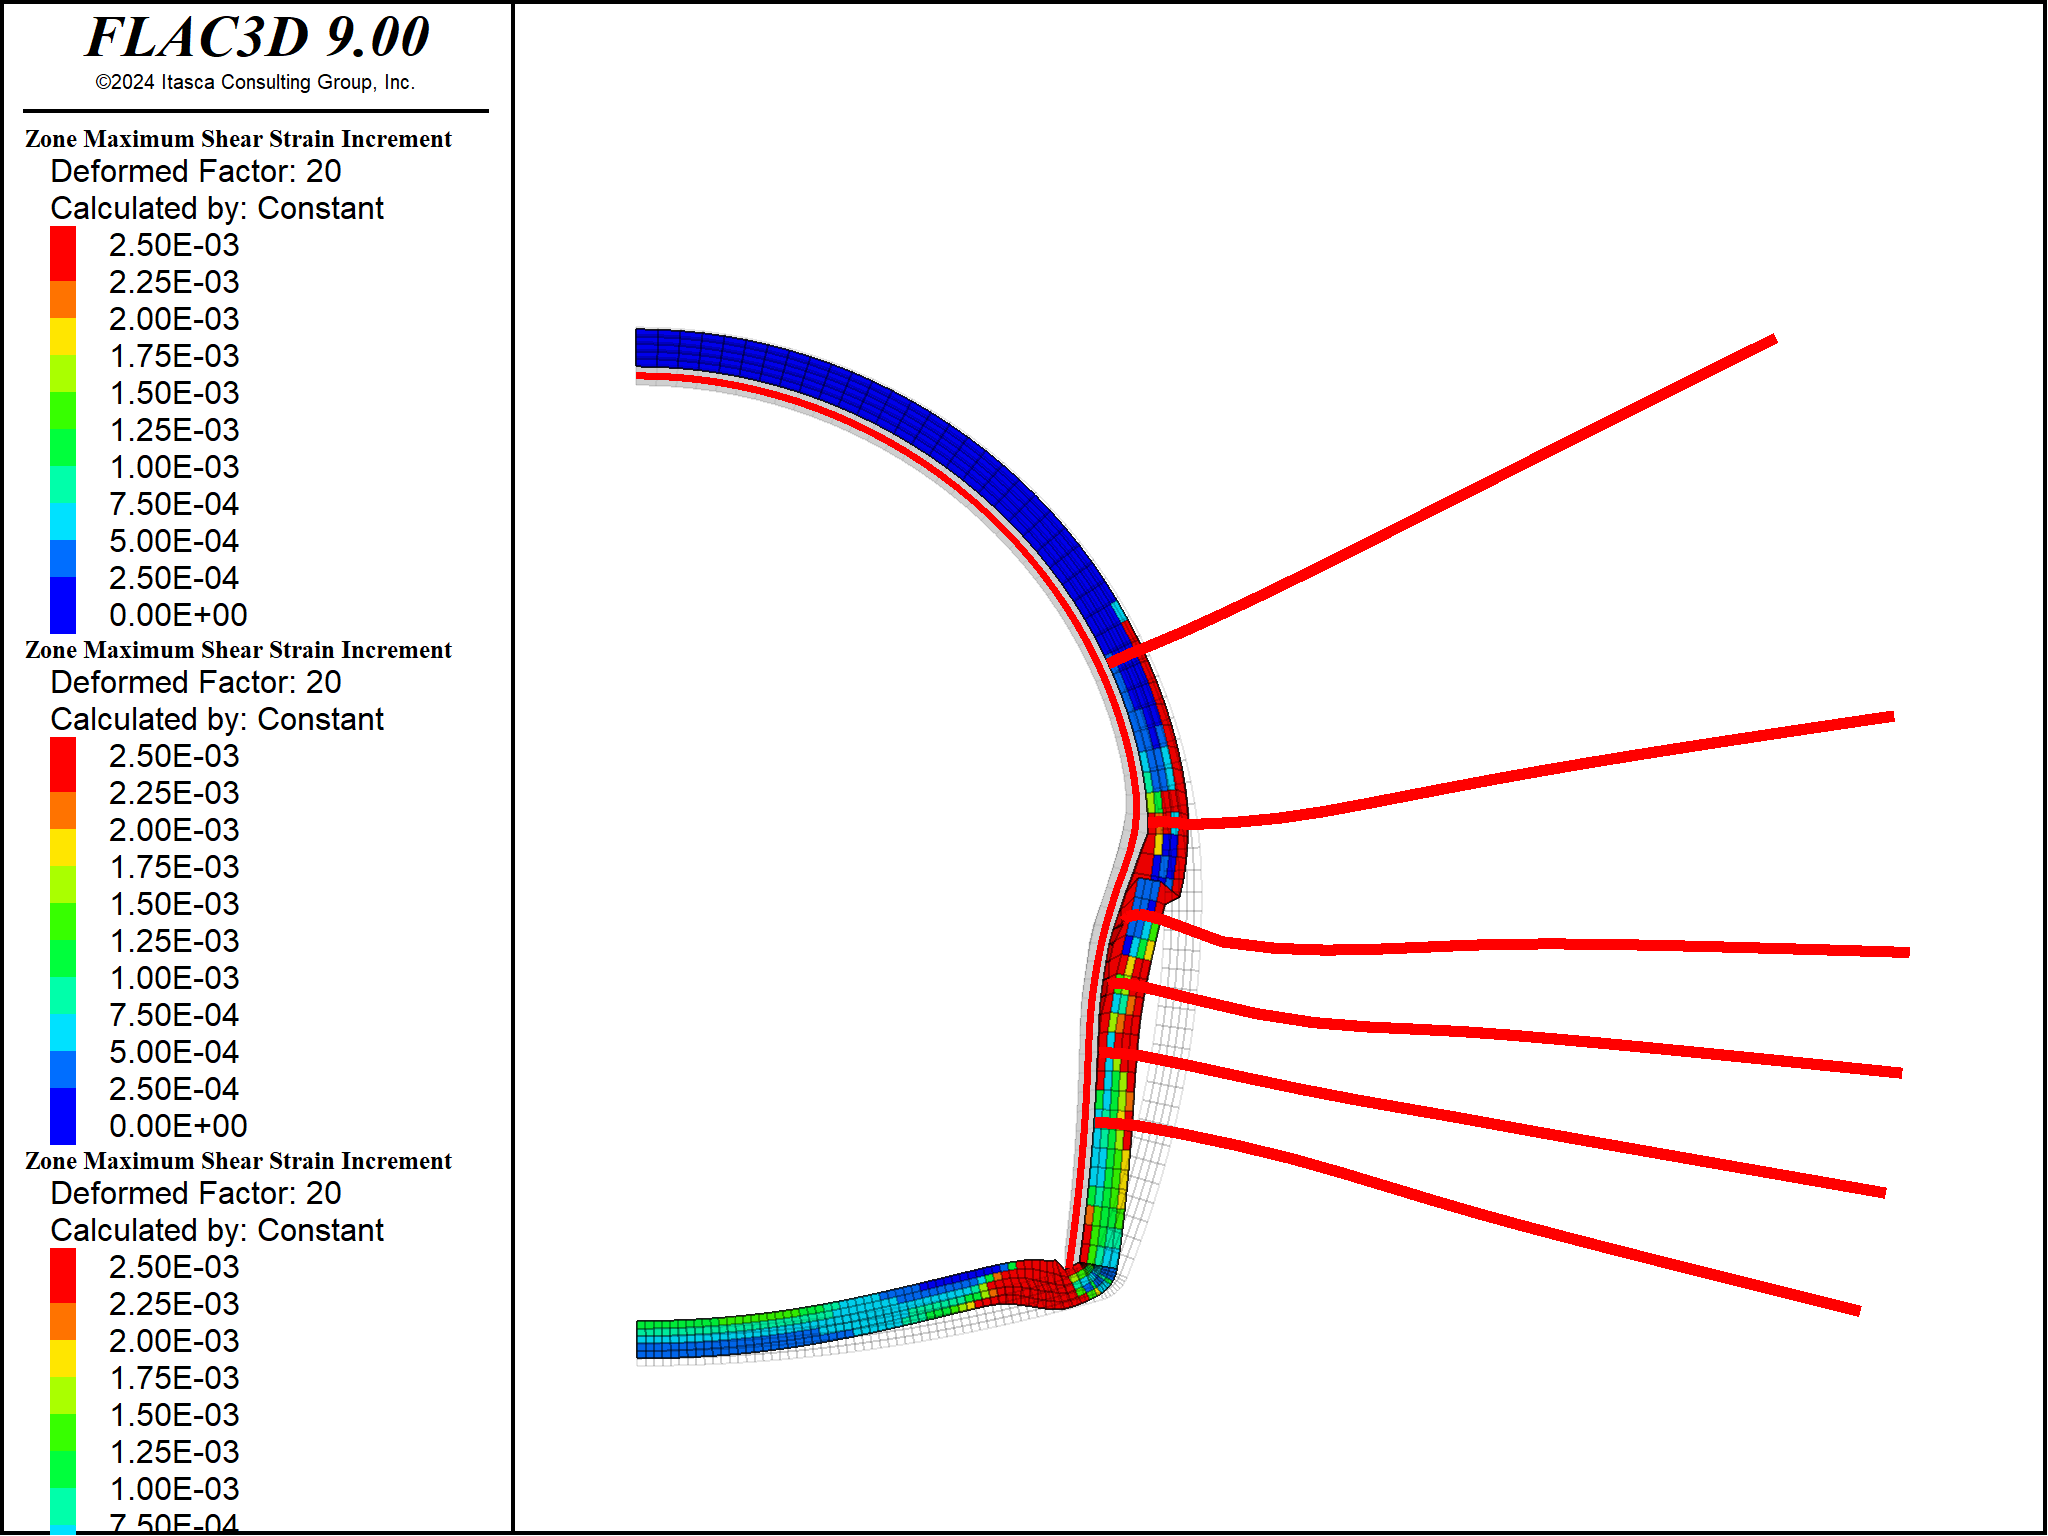 FLAC3D 9.00
©2024 Itasca Consulting Group, Inc.
Zone Maximum Shear Strain Increment
Deformed Factor: 20
Calculated by: Constant
2.50E-03
2.25E-03
2.00E-03
1.75E-03
1.50E-03
1.25E-03
1.00E-03
7.50E-04
5.00E-04
2.50E-04
0.00E+00
Zone Maximum Shear Strain Increment
Deformed Factor: 20
Calculated by: Constant
2.50E-03
2.25E-03
2.00E-03
1.75E-03
1.50E-03
1.25E-03
1.00E-03
7.50E-04
5.00E-04
2.50E-04
0.00E+00
Zone Maximum Shear Strain Increment
Deformed Factor: 20
Calculated by: Constant
2.50E-03
2.25E-03
2.00E-03
1.75E-03
1.50E-03
1.25E-03
1.00E-03
7.50E-04